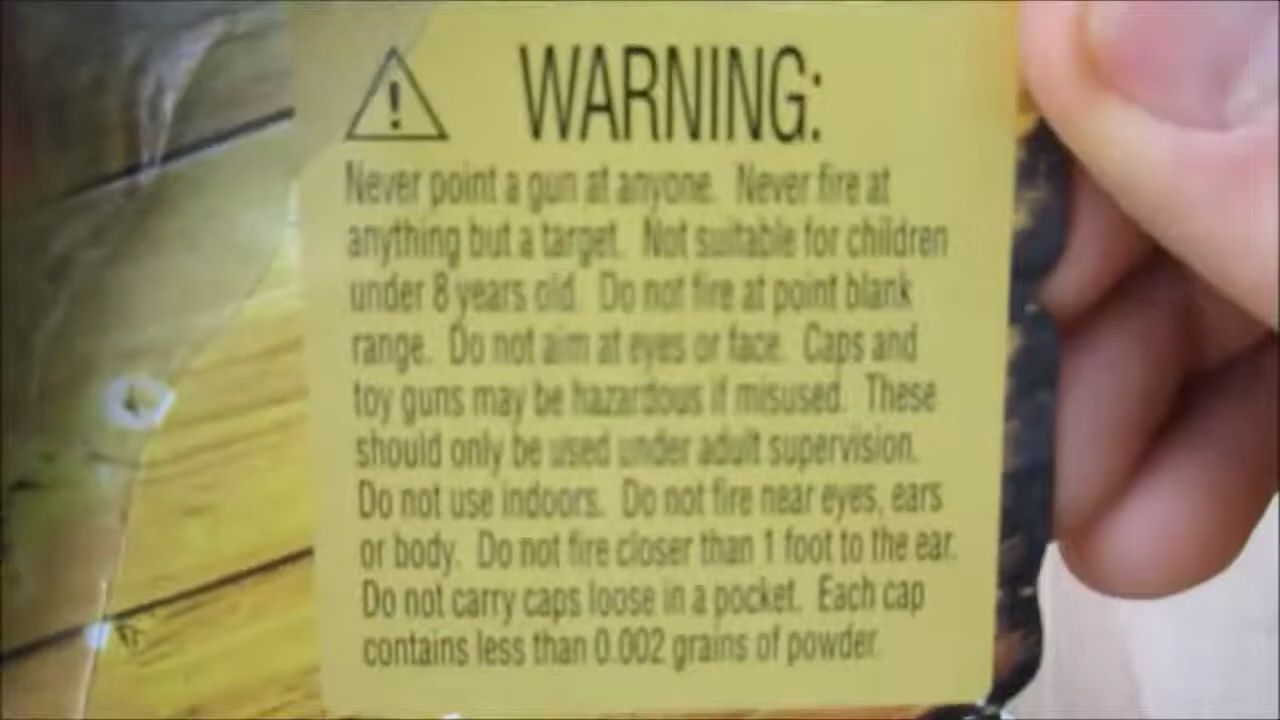 WARNING:
Never point a gun at anyone. Never fire at
anything but a target. Not suitable for children
under 8 years old. Do not fire at point blank
range. Do not aim at eyes or face. Caps and
toy guns may be hazardous if misused. These
should only be used under adult supervision.
Do not use indoors. Do not fire near eyes, ears
or body. Do not fire closer than 1 foot to the ear.
Do not carry caps loose in a pocket. Each cap
contains less than 0.002 grains of powder.